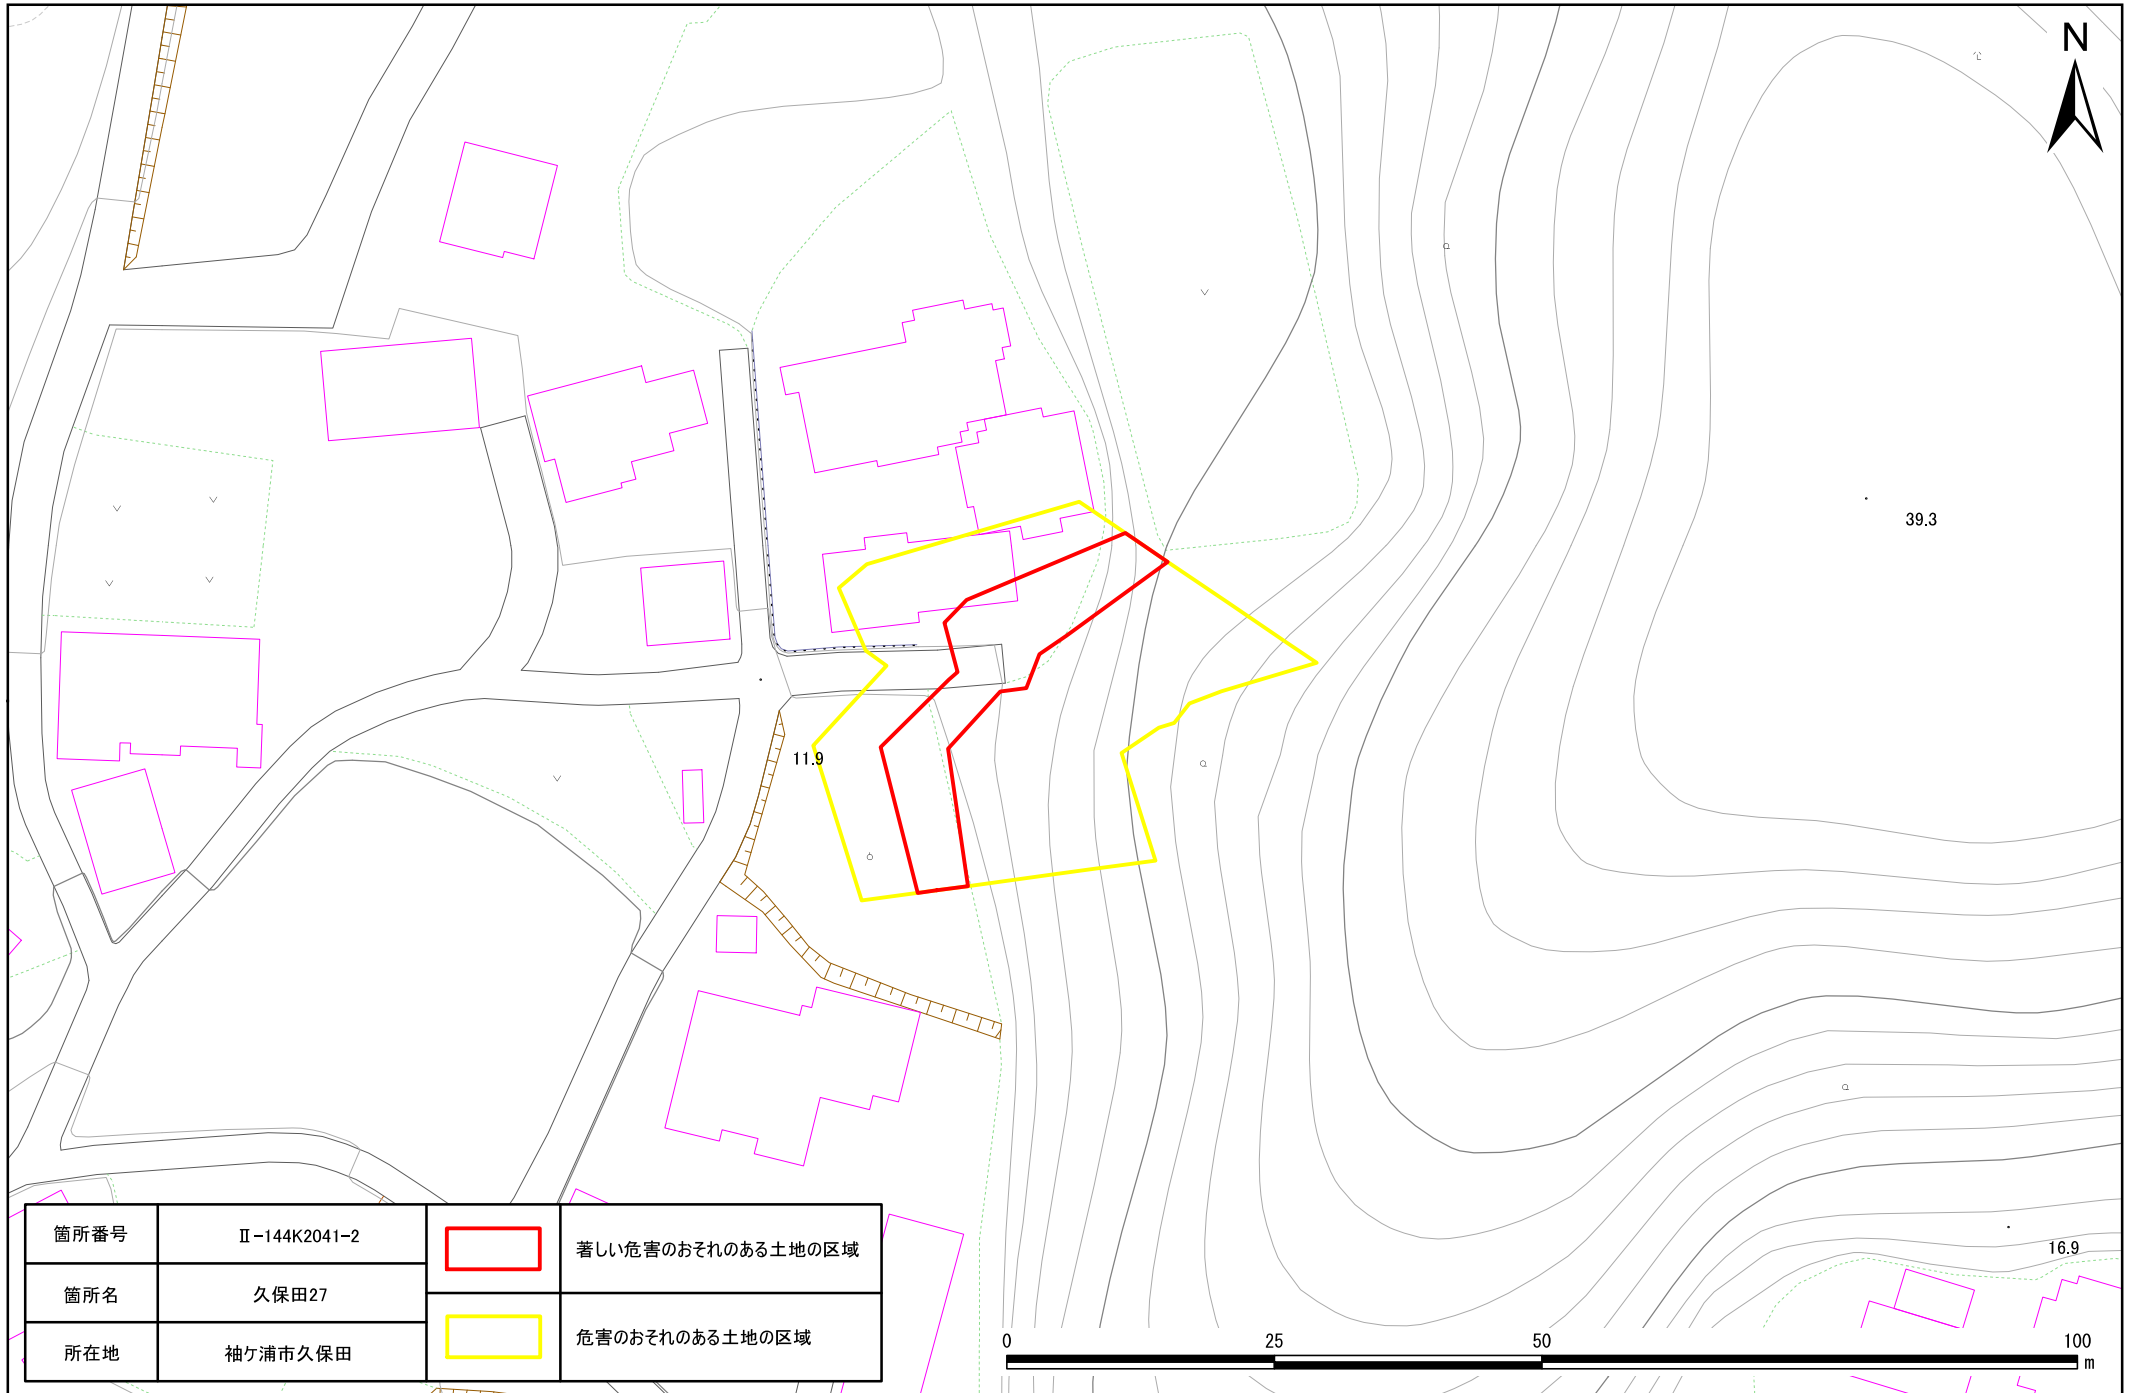 N
39.3
11.9
箇所番号 Ⅱ-144K2041-2
箇所名 久保田27
所在地 袖ケ浦市久保田
著しい危害のおそれのある土地の区域
危害のおそれのある土地の区域
16.9
0 25 50 100
m